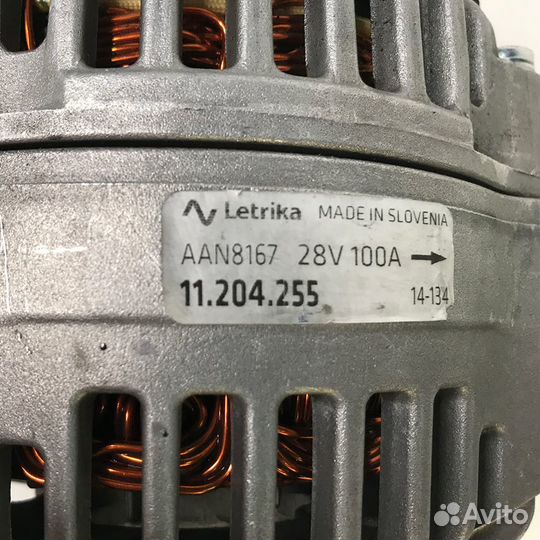 Letrika MADE IN SLOVENIA
AAN8167 28V 100A →
11.204.255 14-134
Avito